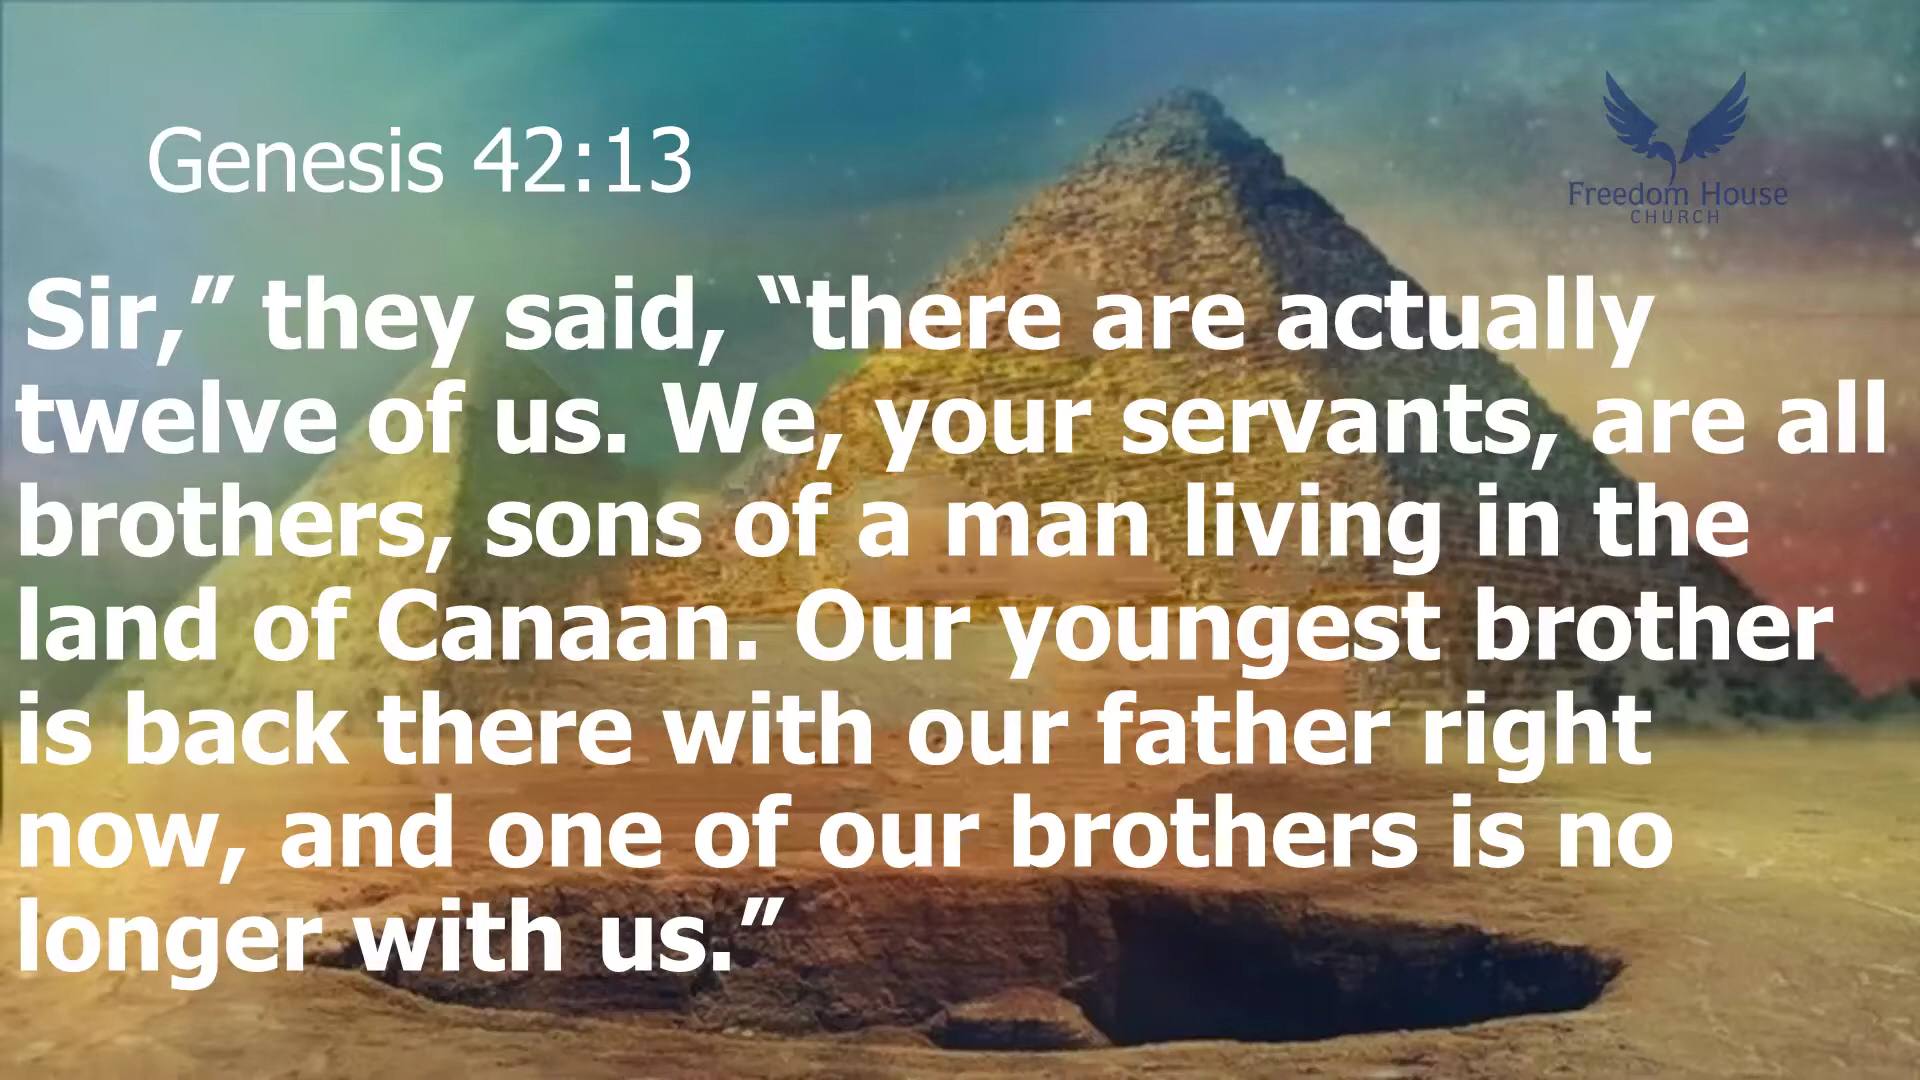 Genesis 42:13
Freedom House
CHURCH
Sir,” they said, “there are actually
twelve of us. We, your servants, are all
brothers, sons of a man living in the
land of Canaan. Our youngest brother
is back there with our father right
now, and one of our brothers is no
longer with us.”